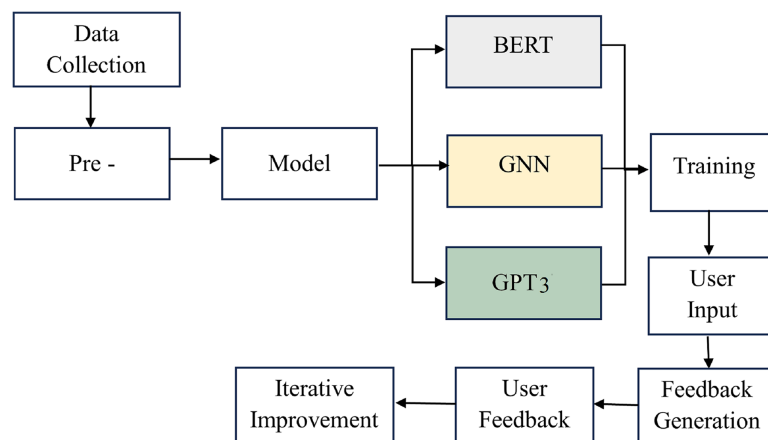 Data
Collection
Pre -
Model
BERT
GNN
GPT3
Training
User
Input
Feedback
Generation
User
Feedback
Iterative
Improvement